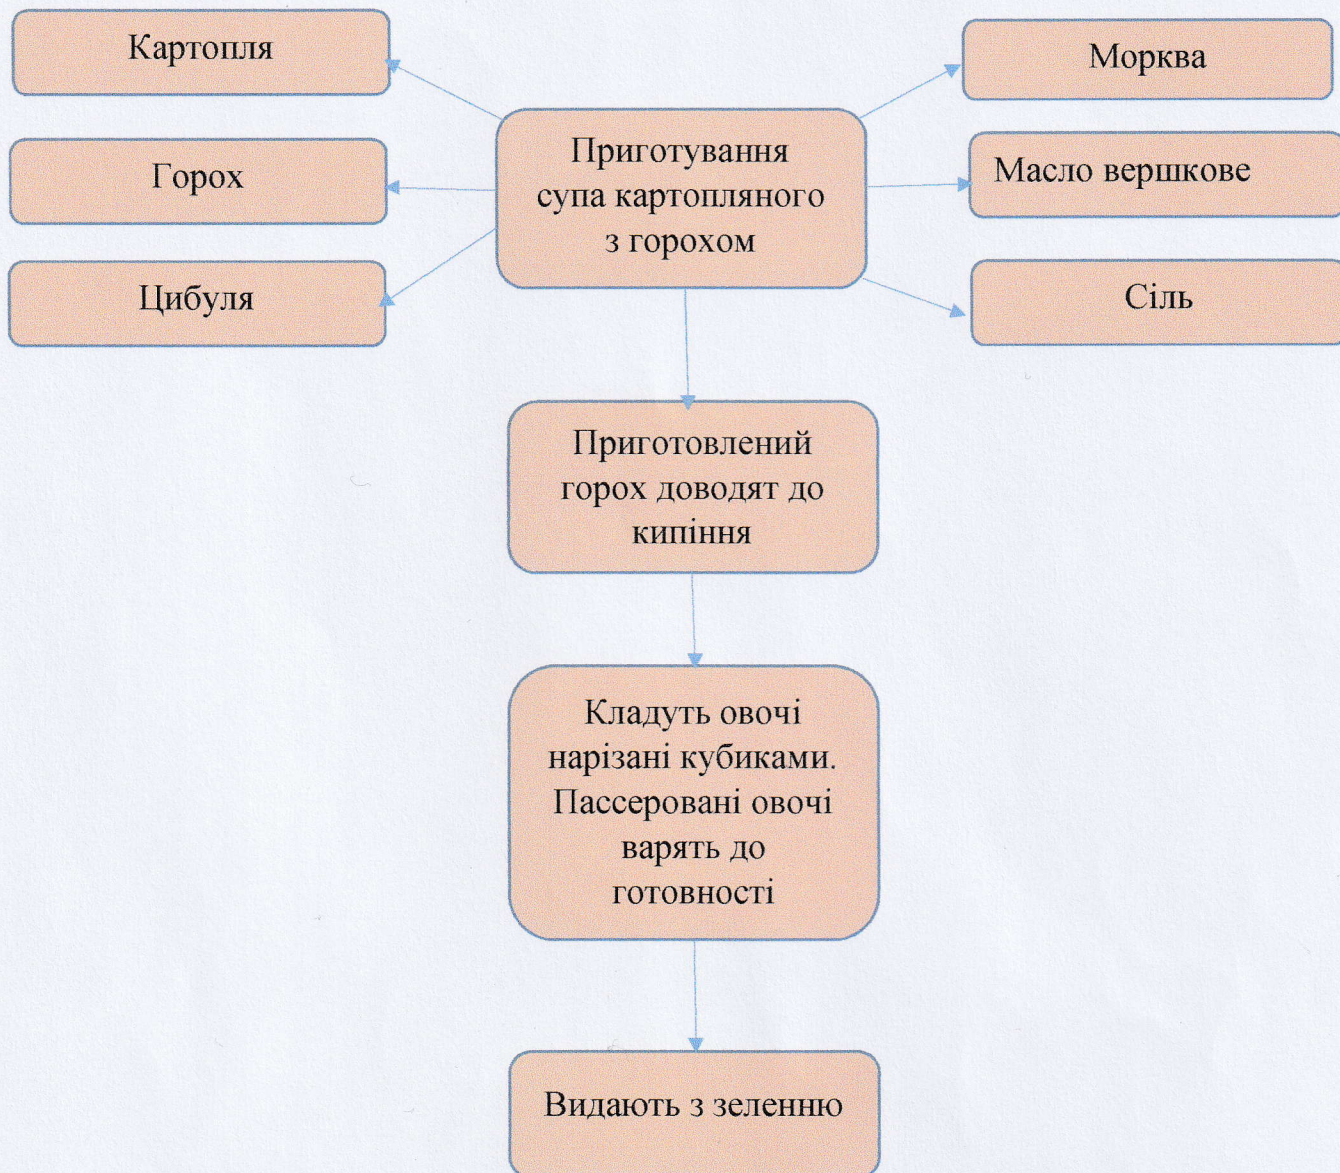 Картопля
Морква
Приготування
супа картопляного
з горохом
Горох
Масло вершкове
Цибуля
Сіль
Приготовлений
горох доводят до
кипіння
Кладуть овочі
нарізані кубиками.
Пассеровані овочі
варять до
готовності
Видають з зеленню